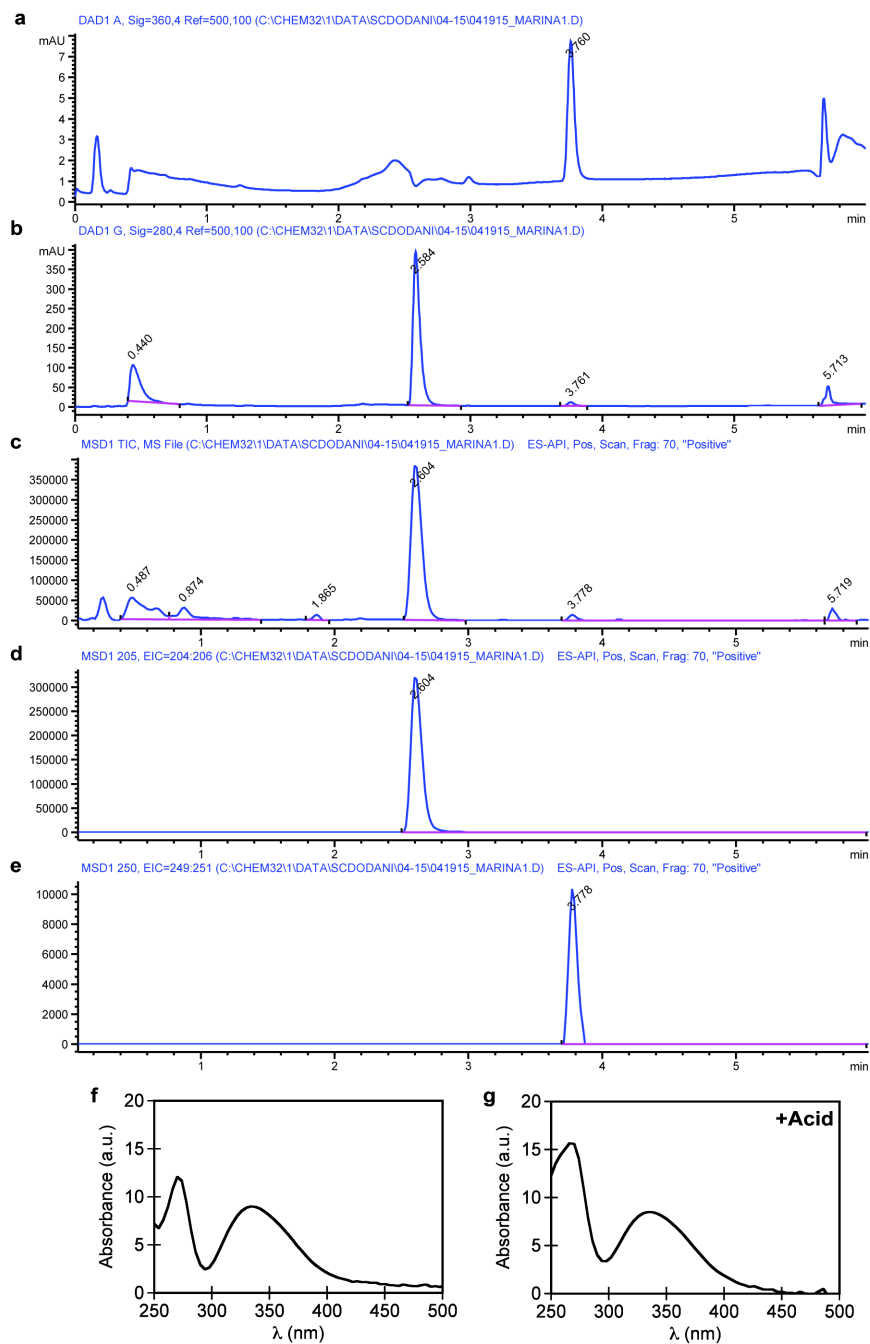 a
DAD1 A, Sig=360,4 Ref=500,100 (C:\CHEM32\1\DATA\SCDODANI\04-15\041915_MARINA1.D)
mAU
7
6
5
4
3
2
1
0
3.760
0 1 2 3 4 5 min
b
DAD1 G, Sig=280,4 Ref=500,100 (C:\CHEM32\1\DATA\SCDODANI\04-15\041915_MARINA1.D)
mAU
350
300
250
200
150
100
50
0
0.440
2.584
3.761
5.713
0 1 2 3 4 5 min
c
MSD1 TIC, MS File (C:\CHEM32\1\DATA\SCDODANI\04-15\041915_MARINA1.D) ES-API, Pos, Scan, Frag: 70, "Positive"
350000
300000
250000
200000
150000
100000
50000
0
0.487
0.874
1.865
2.604
3.778
5.719
1 2 3 4 5 min
d
MSD1 205, EIC=204:206 (C:\CHEM32\1\DATA\SCDODANI\04-15\041915_MARINA1.D) ES-API, Pos, Scan, Frag: 70, "Positive"
300000
250000
200000
150000
100000
50000
0
2.604
1 2 3 4 5 min
e
MSD1 250, EIC=249:251 (C:\CHEM32\1\DATA\SCDODANI\04-15\041915_MARINA1.D) ES-API, Pos, Scan, Frag: 70, "Positive"
10000
8000
6000
4000
2000
0
3.778
1 2 3 4 5 min
f
Absorbance (a.u.)
20
15
10
5
0
250 300 350 400 450 500
λ (nm)
g
+Acid
Absorbance (a.u.)
20
15
10
5
0
250 300 350 400 450 500
λ (nm)